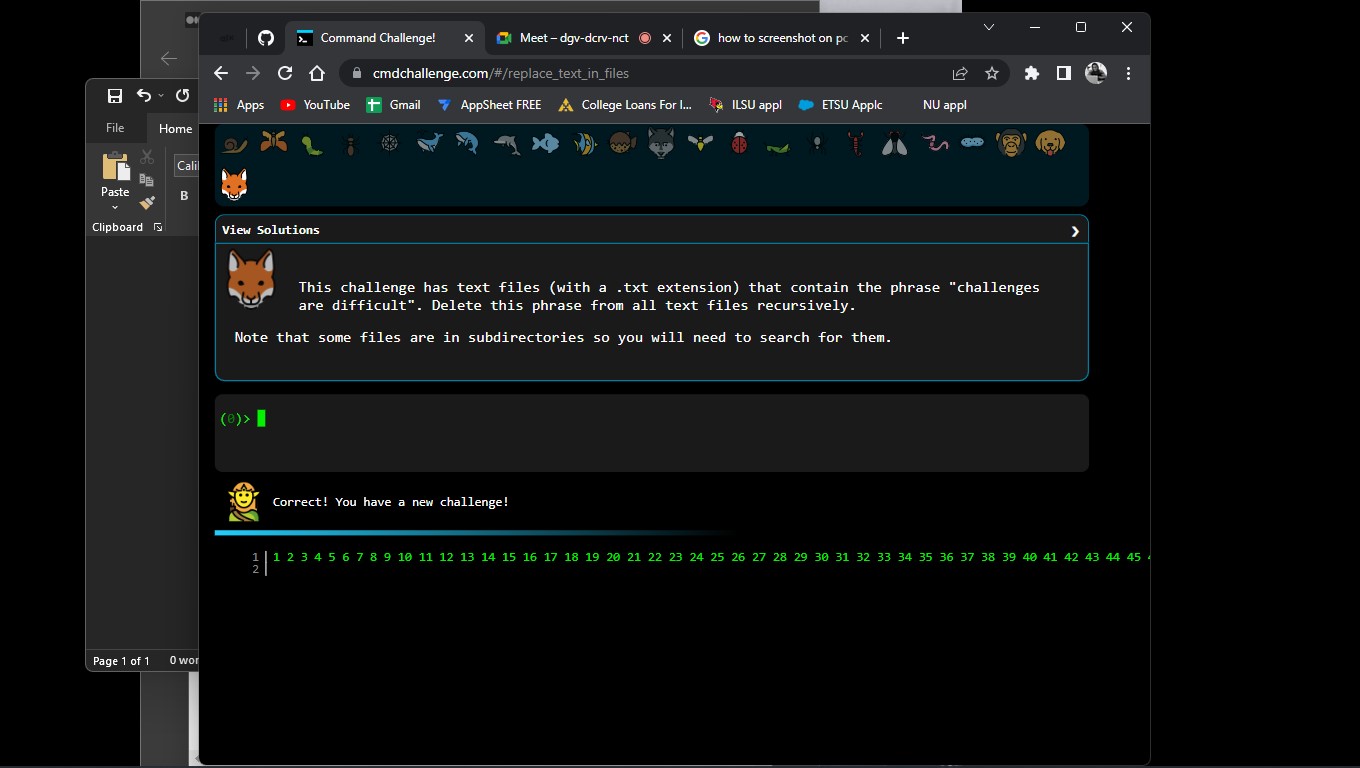 Command Challenge!
Meet – dgv-dcrv-nct
how to screenshot on pc
cmdchallenge.com/#/replace_text_in_files
Apps
YouTube
Gmail
AppSheet FREE
College Loans For I...
ILSU appl
ETSU Applc
NU appl
File
Home
Paste
Cali
B
Clipboard
View Solutions
This challenge has text files (with a .txt extension) that contain the phrase "challenges
are difficult". Delete this phrase from all text files recursively.
Note that some files are in subdirectories so you will need to search for them.
(0)>
Correct! You have a new challenge!
1 1 2 3 4 5 6 7 8 9 10 11 12 13 14 15 16 17 18 19 20 21 22 23 24 25 26 27 28 29 30 31 32 33 34 35 36 37 38 39 40 41 42 43 44 45
2
Page 1 of 1 0 wor